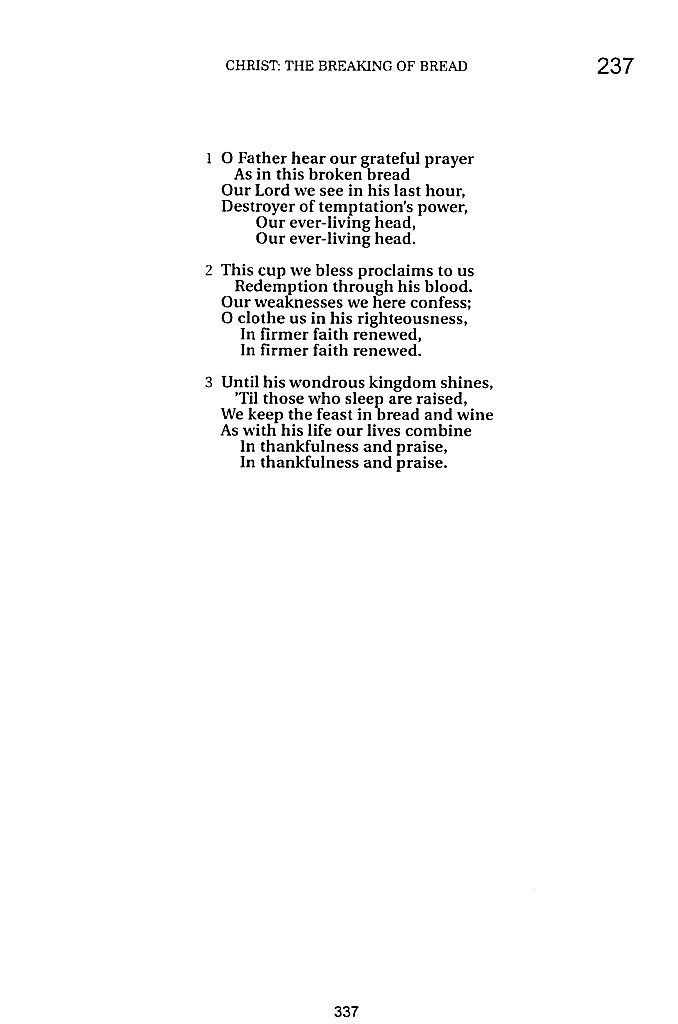 CHRIST: THE BREAKING OF BREAD 237
1 O Father hear our grateful prayer
As in this broken bread
Our Lord we see in his last hour,
Destroyer of temptation's power,
Our ever-living head,
Our ever-living head.
2 This cup we bless proclaims to us
Redemption through his blood.
Our weaknesses we here confess;
O clothe us in his righteousness,
In firmer faith renewed,
In firmer faith renewed.
3 Until his wondrous kingdom shines,
'Til those who sleep are raised,
We keep the feast in bread and wine
As with his life our lives combine
In thankfulness and praise,
In thankfulness and praise.
337